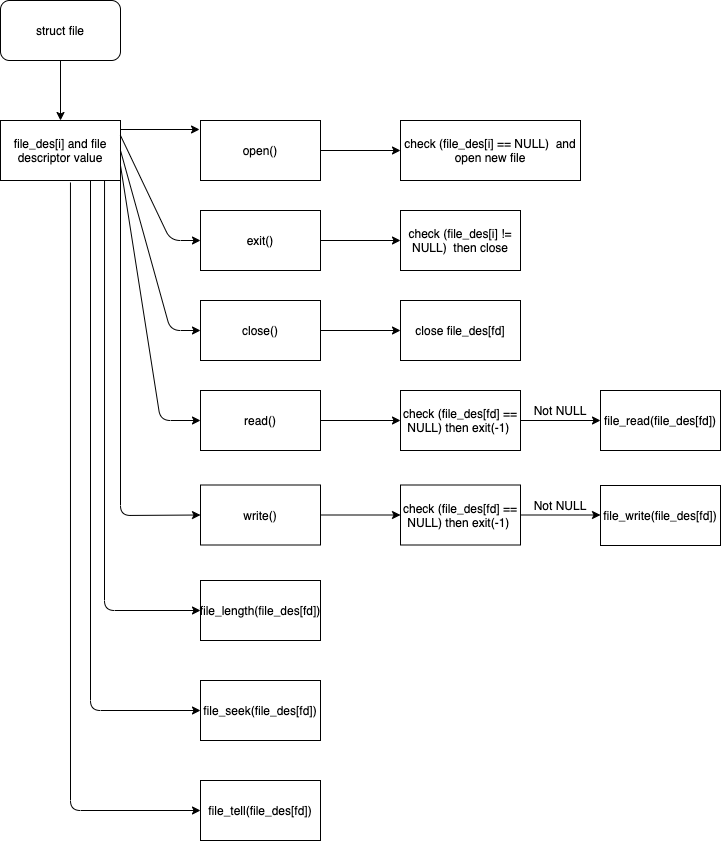 struct file
file_des[i] and file
descriptor value
open()
check (file_des[i] == NULL)  and
open new file
exit()
check (file_des[i] !=
NULL)  then close
close()
close file_des[fd]
read()
check (file_des[fd] ==
NULL) then exit(-1)
Not NULL
file_read(file_des[fd])
write()
check (file_des[fd] ==
NULL) then exit(-1)
Not NULL
file_write(file_des[fd])
file_length(file_des[fd])
file_seek(file_des[fd])
file_tell(file_des[fd])